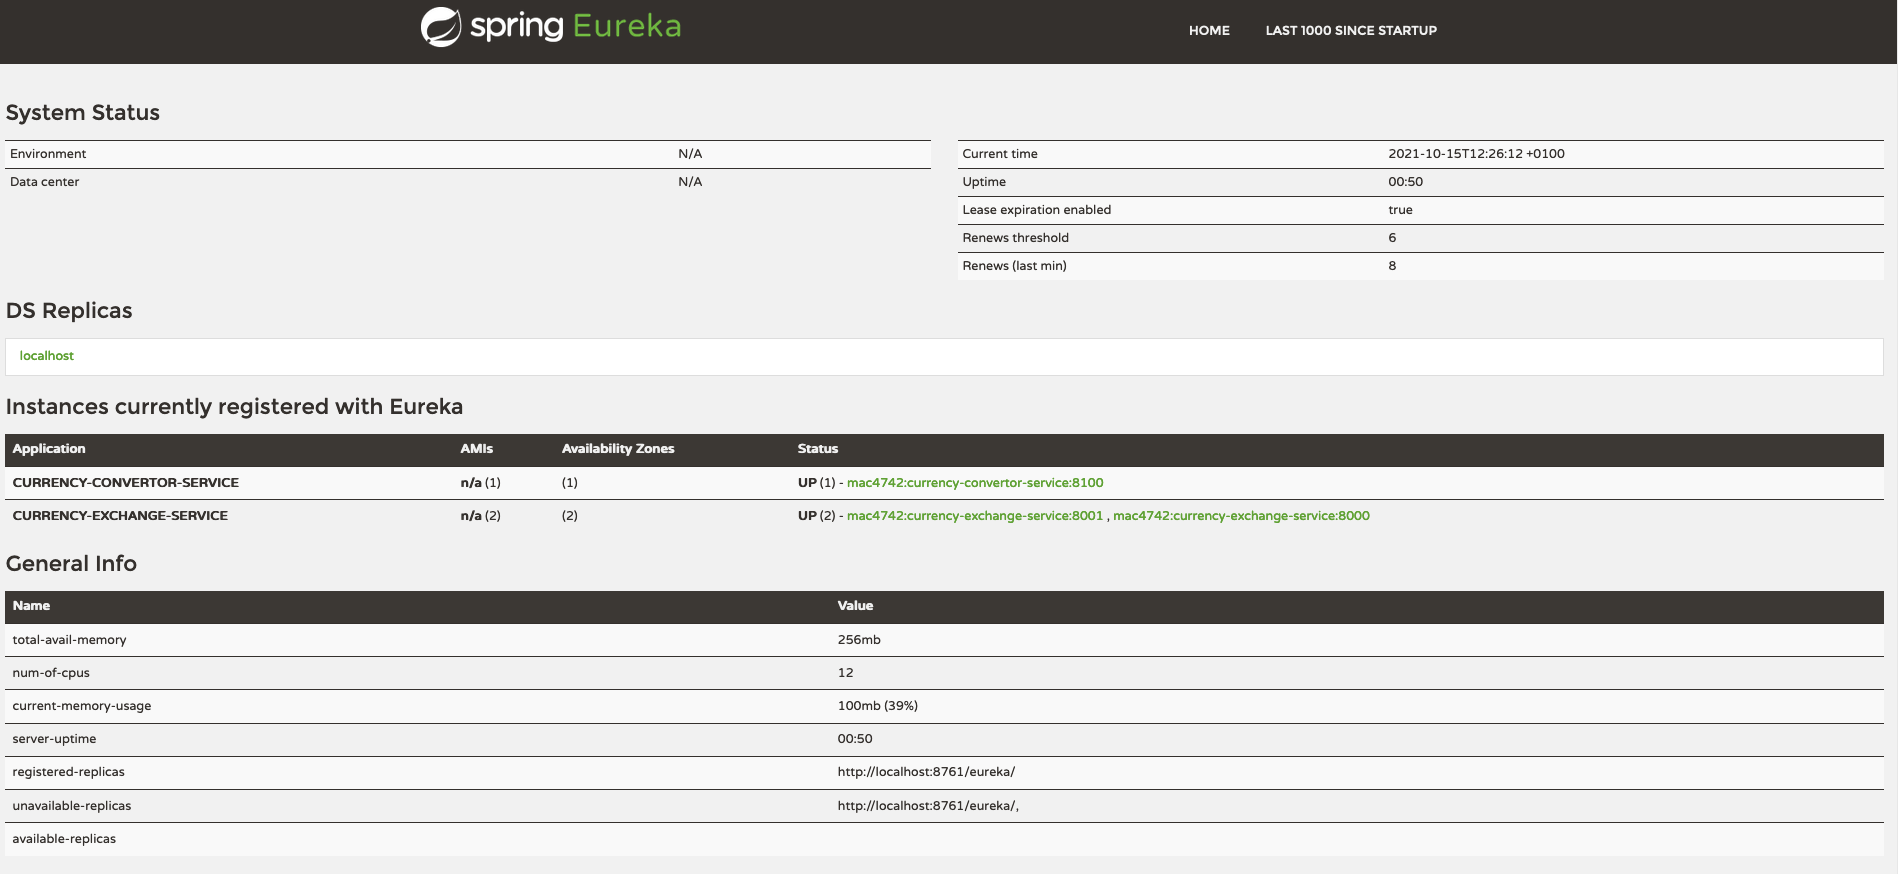 spring Eureka
HOME LAST 1000 SINCE STARTUP
System Status
Environment N/A
Data center N/A
Current time 2021-10-15T12:26:12 +0100
Uptime 00:50
Lease expiration enabled true
Renews threshold 6
Renews (last min) 8
DS Replicas
localhost
Instances currently registered with Eureka
Application AMIs Availability Zones Status
CURRENCY-CONVERTOR-SERVICE n/a (1) (1) UP (1) - mac4742:currency-convertor-service:8100
CURRENCY-EXCHANGE-SERVICE n/a (2) (2) UP (2) - mac4742:currency-exchange-service:8001 , mac4742:currency-exchange-service:8000
General Info
Name Value
total-avail-memory 256mb
num-of-cpus 12
current-memory-usage 100mb (39%)
server-uptime 00:50
registered-replicas http://localhost:8761/eureka/
unavailable-replicas http://localhost:8761/eureka/,
available-replicas